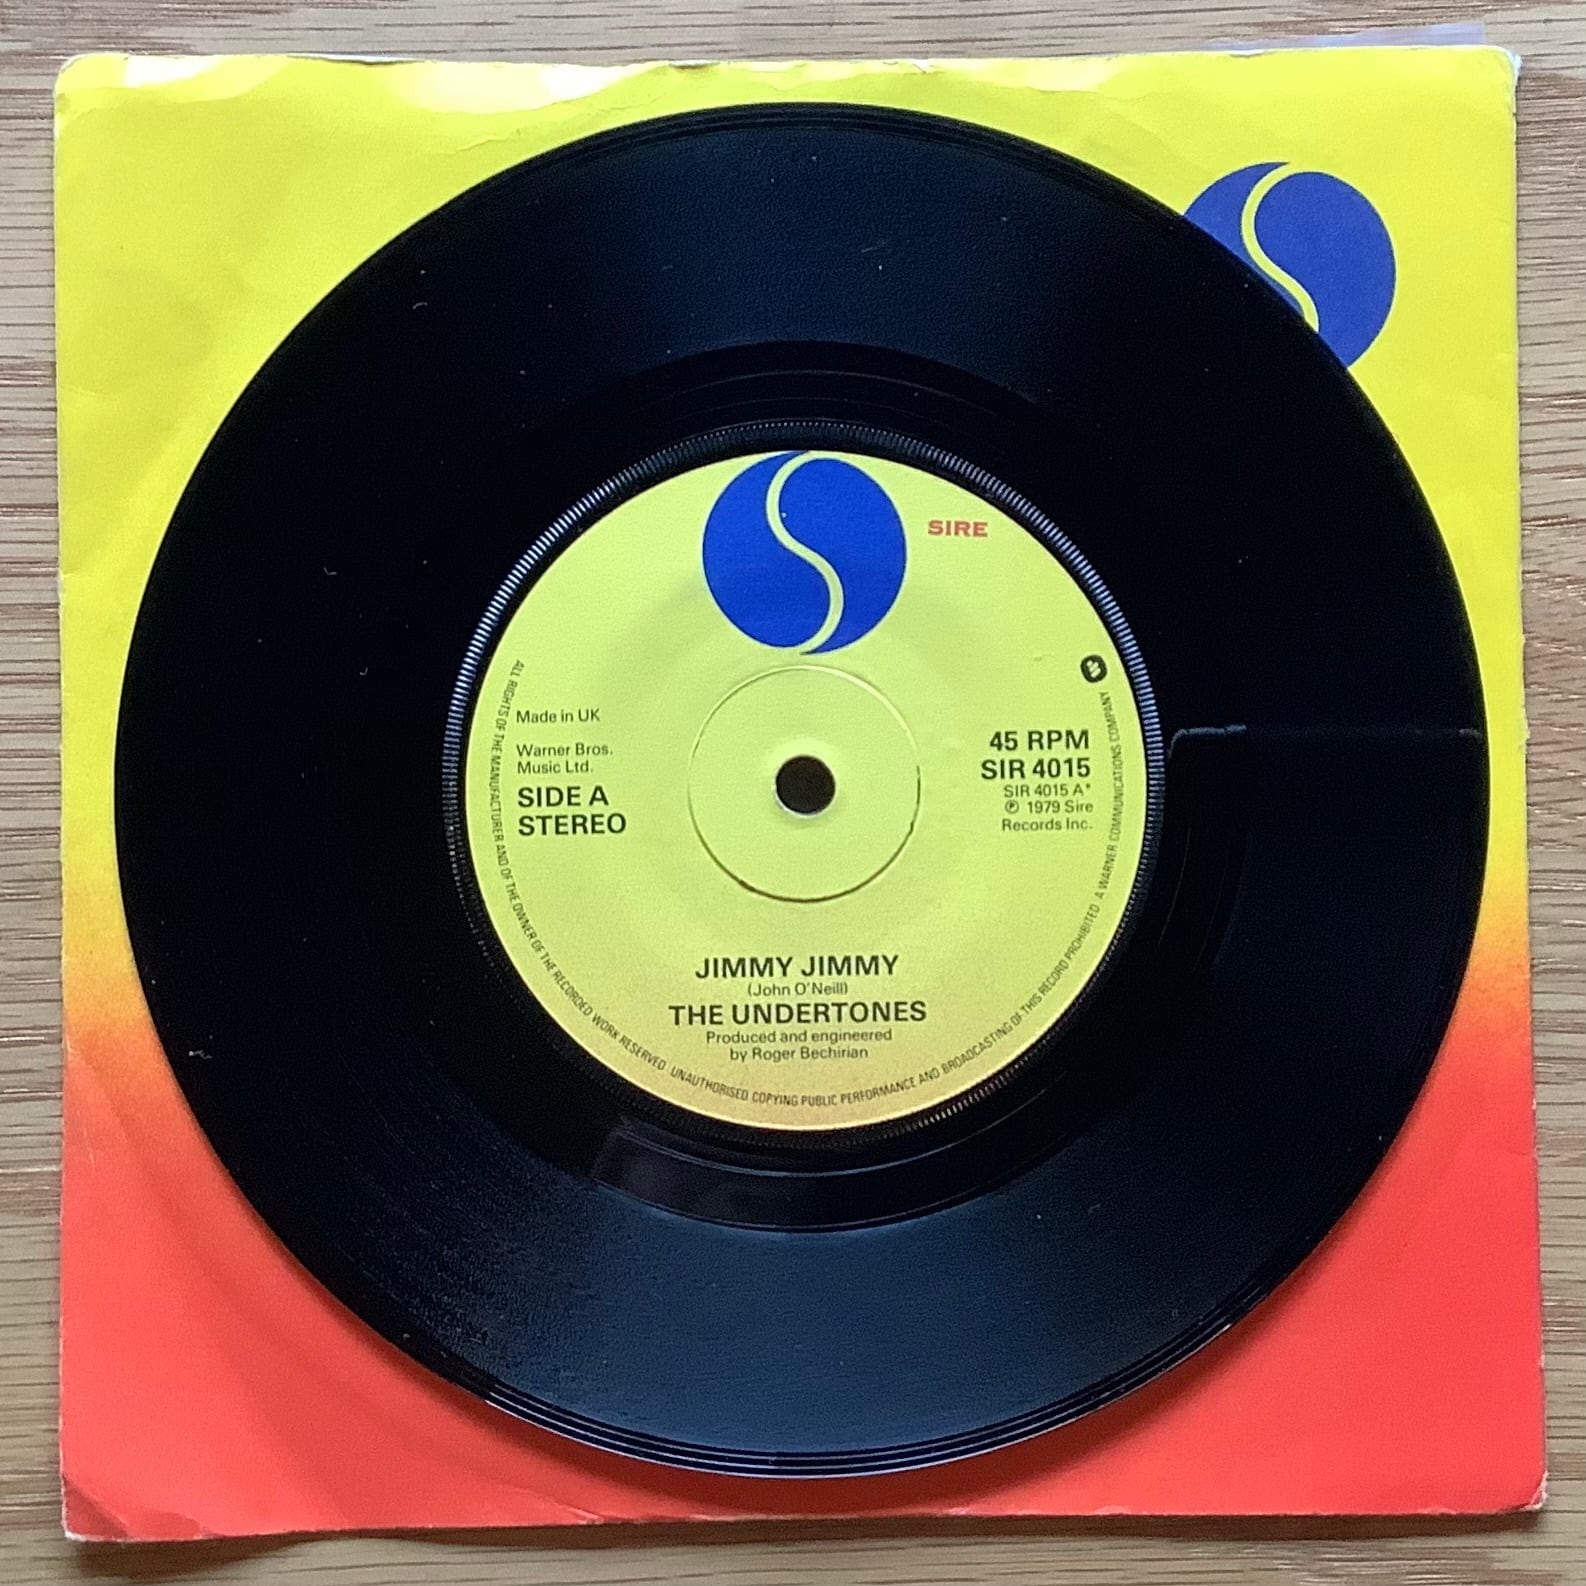 SIRE
Made in UK
Warner Bros.
Music Ltd.
SIDE A
STEREO
45 RPM
SIR 4015
SIR 4015 A*
℗ 1979 Sire
Records Inc.
JIMMY JIMMY
(John O'Neill)
THE UNDERTONES
Produced and engineered
by Roger Bechirian
ALL RIGHTS OF THE MANUFACTURER AND OF THE OWNER OF THE RECORDED WORK RESERVED. UNAUTHORISED COPYING PUBLIC PERFORMANCE AND BROADCASTING OF THIS RECORD PROHIBITED. A WARNER COMMUNICATIONS COMPANY